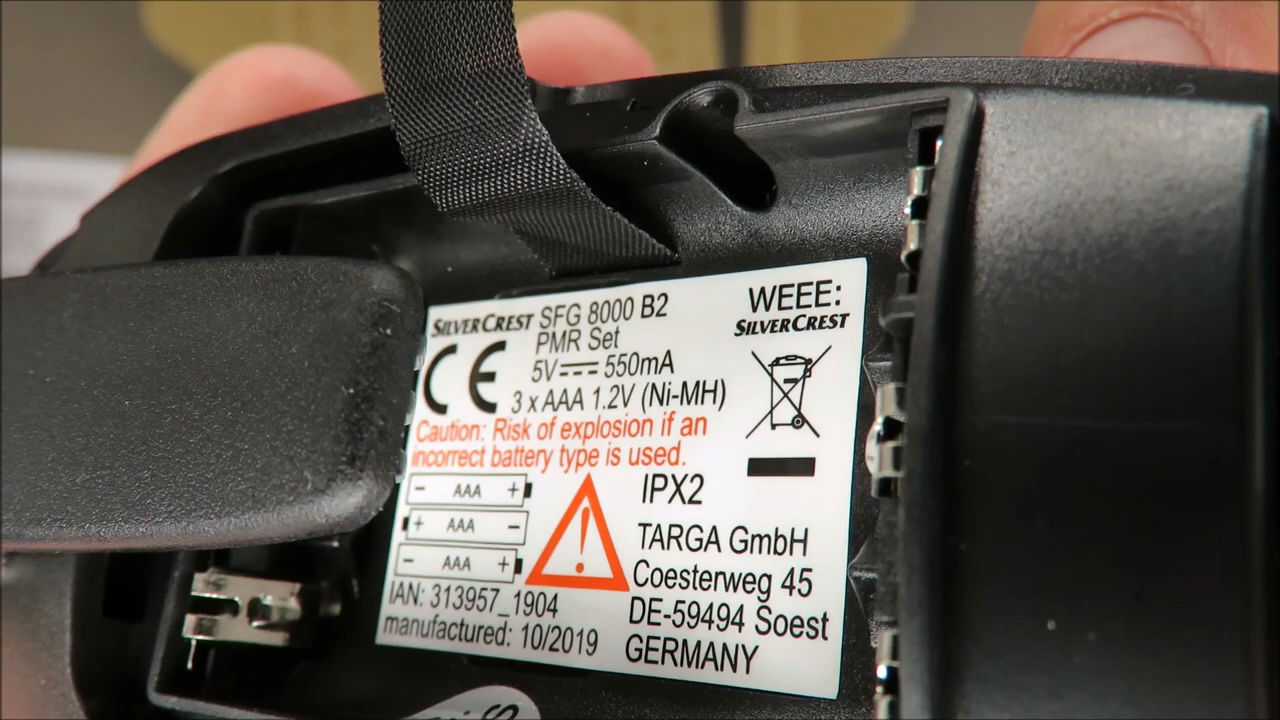 SILVERCREST SFG 8000 B2
PMR Set
5V 550mA
3 x AAA 1.2V (Ni-MH)
CE
Caution: Risk of explosion if an
incorrect battery type is used.
- AAA +
+ AAA -
- AAA +
IAN: 313957_1904
manufactured: 10/2019
WEEE:
SILVERCREST
IPX2
TARGA GmbH
Coesterweg 45
DE-59494 Soest
GERMANY